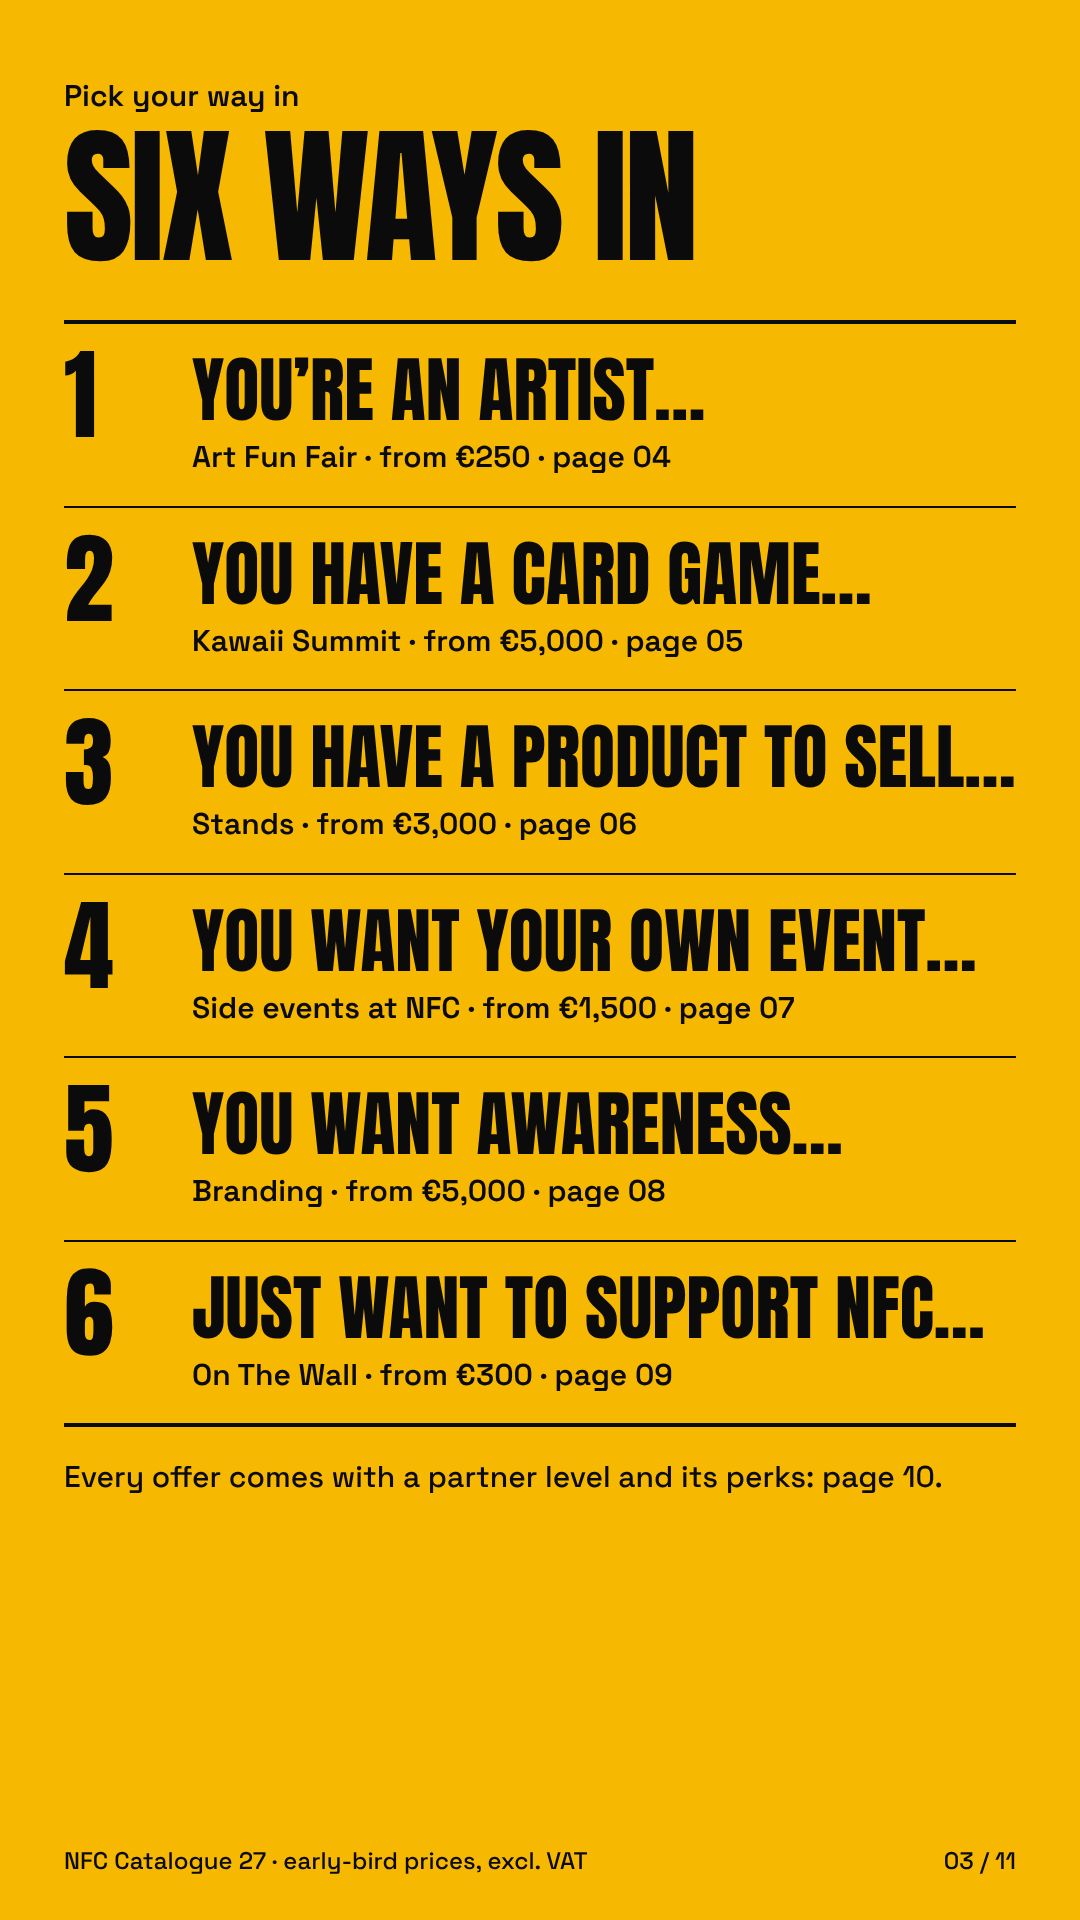 Pick your way in
SIX WAYS IN
1
YOU’RE AN ARTIST...
Art Fun Fair · from €250 · page 04
2
YOU HAVE A CARD GAME...
Kawaii Summit · from €5,000 · page 05
3
YOU HAVE A PRODUCT TO SELL...
Stands · from €3,000 · page 06
4
YOU WANT YOUR OWN EVENT...
Side events at NFC · from €1,500 · page 07
5
YOU WANT AWARENESS...
Branding · from €5,000 · page 08
6
JUST WANT TO SUPPORT NFC...
On The Wall · from €300 · page 09
Every offer comes with a partner level and its perks: page 10.
NFC Catalogue 27 · early-bird prices, excl. VAT
03 / 11